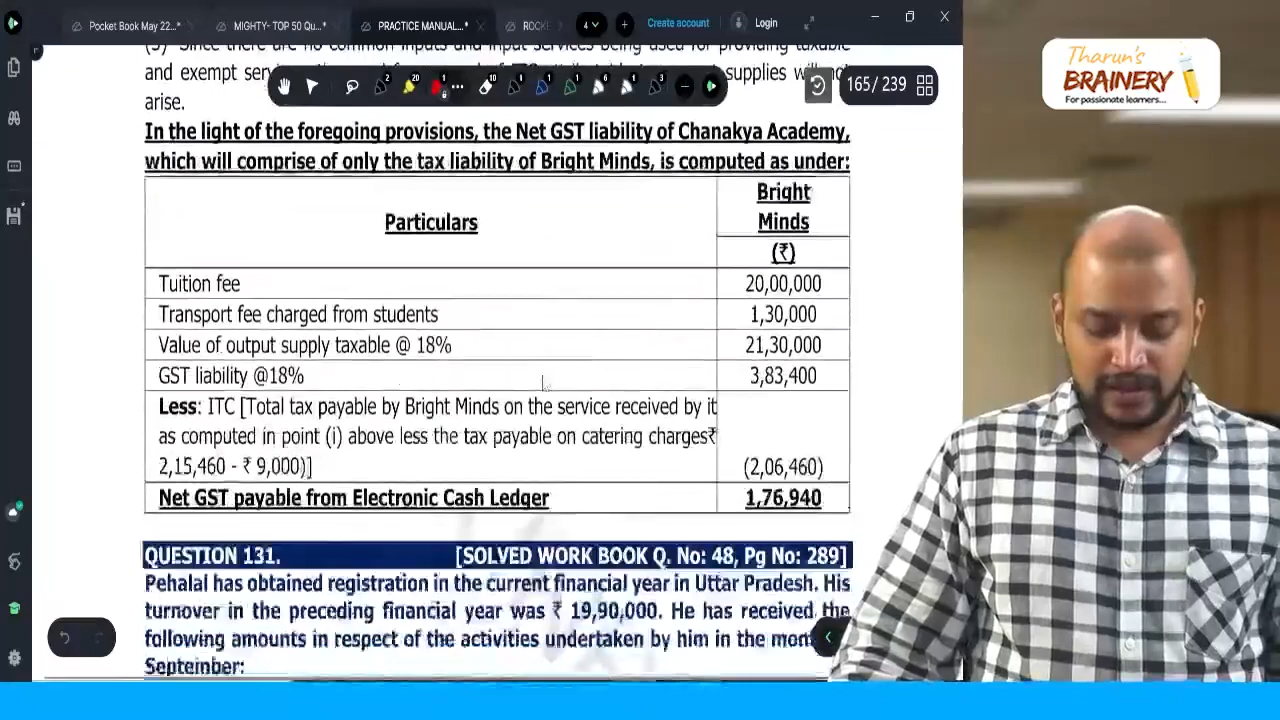 Pocket Book May 22...* MIGHTY- TOP 50 Qu...* PRACTICE MANUAL...* ROCKE 4 Create account Login
and exempt
supplies will not
arise.
165/ 239
Tharun's
BRAINERY
For passionate learners...
In the light of the foregoing provisions, the Net GST liability of Chanakya Academy,
which will comprise of only the tax liability of Bright Minds, is computed as under:
Particulars Bright Minds (₹)
Tuition fee 20,00,000
Transport fee charged from students 1,30,000
Value of output supply taxable @ 18% 21,30,000
GST liability @18% 3,83,400
Less: ITC [Total tax payable by Bright Minds on the service received by it
as computed in point (i) above less the tax payable on catering charges₹
2,15,460 - ₹ 9,000)] (2,06,460)
Net GST payable from Electronic Cash Ledger 1,76,940
QUESTION 131. [SOLVED WORK BOOK Q. No: 48, Pg No: 289]
Pehalal has obtained registration in the current financial year in Uttar Pradesh. His
turnover in the preceding financial year was ₹ 19,90,000. He has received the
following amounts in respect of the activities undertaken by him in the mon
September: